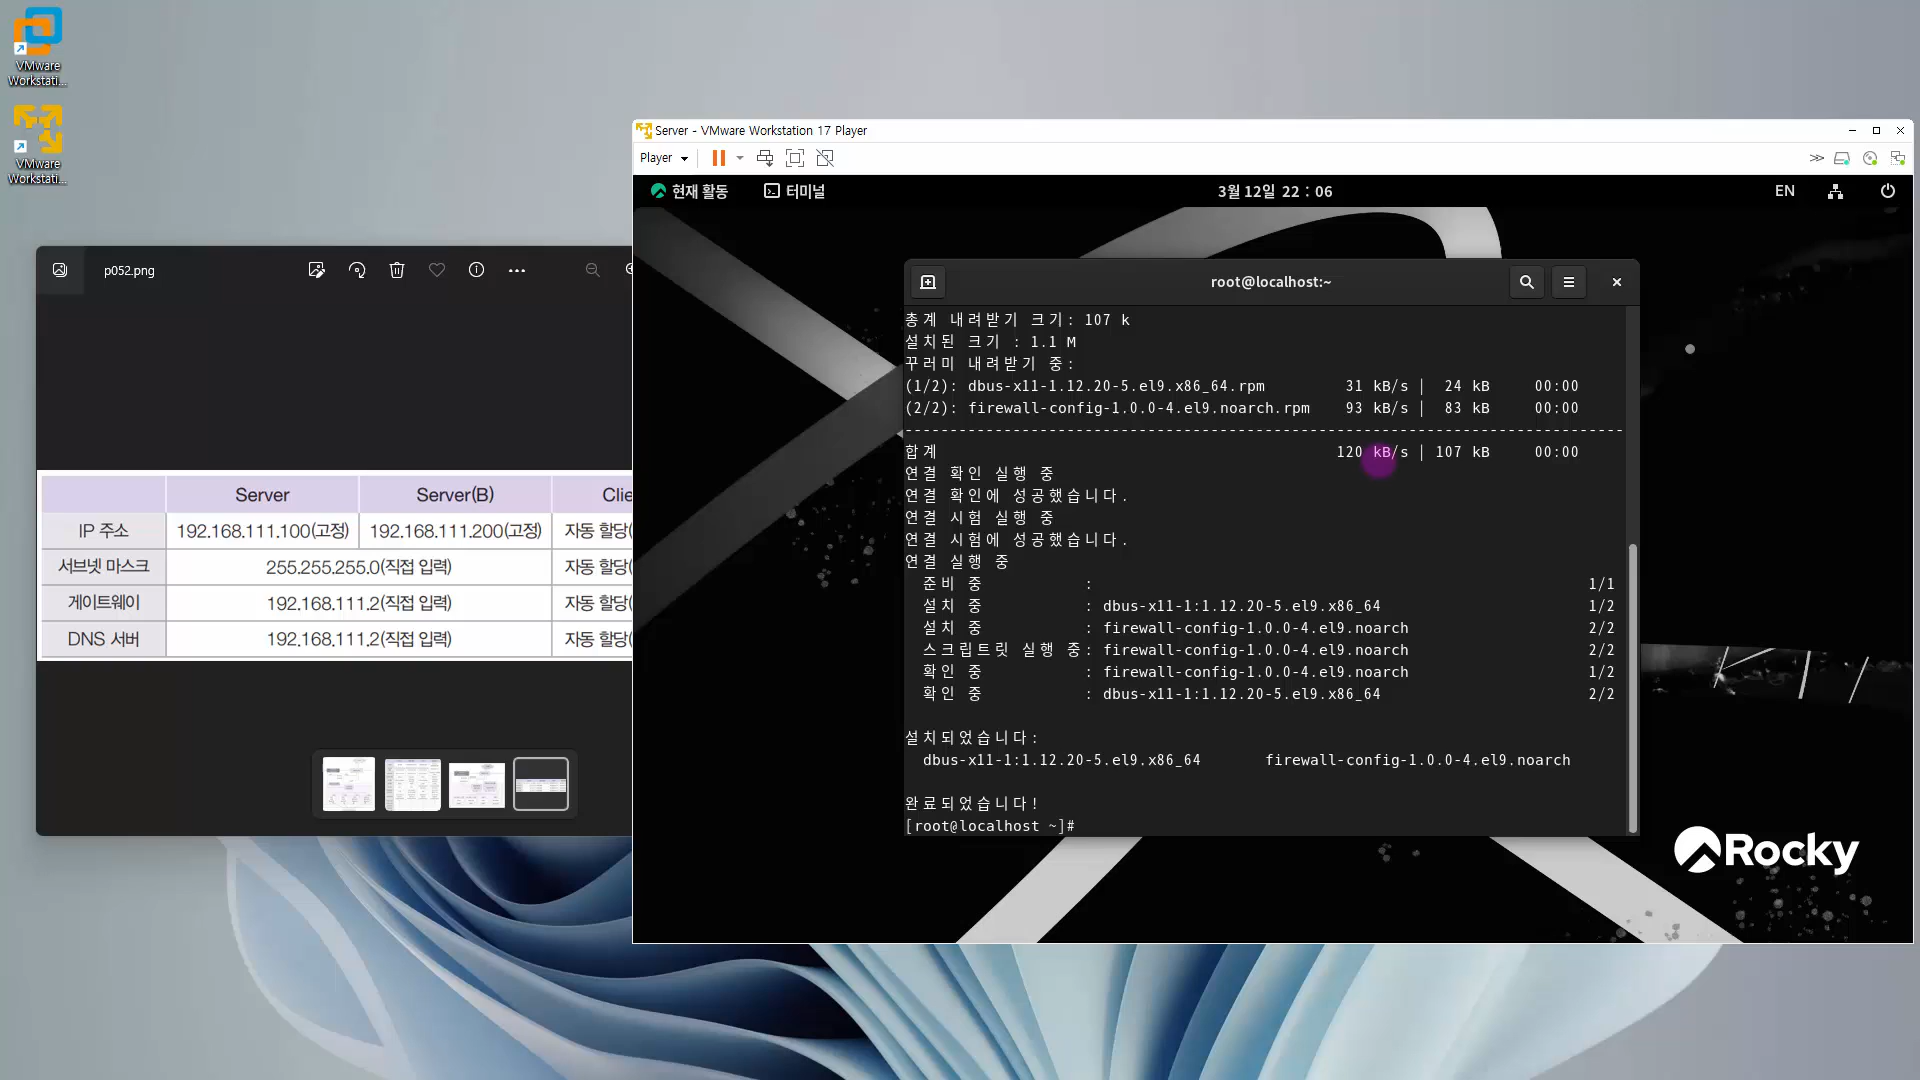 VMware
Workstati...
VMware
Workstati...
p052.png
Server
Server(B)
Clie
IP 주소
192.168.111.100(고정)
192.168.111.200(고정)
자동 할당(
서브넷 마스크
255.255.255.0(직접 입력)
자동 할당(
게이트웨이
192.168.111.2(직접 입력)
자동 할당(
DNS 서버
192.168.111.2(직접 입력)
자동 할당(
Server - VMware Workstation 17 Player
Player
현재 활동
터미널
3월 12일 22 : 06
EN
root@localhost:~
총계 내려받기 크기: 107 k
설치된 크기 : 1.1 M
꾸러미 내려받기 중:
(1/2): dbus-x11-1.12.20-5.el9.x86_64.rpm 31 kB/s | 24 kB 00:00
(2/2): firewall-config-1.0.0-4.el9.noarch.rpm 93 kB/s | 83 kB 00:00
--------------------------------------------------------------------------------
합계 120 kB/s | 107 kB 00:00
연결 확인 실행 중
연결 확인에 성공했습니다.
연결 시험 실행 중
연결 시험에 성공했습니다.
연결 실행 중
준비 중 : 1/1
설치 중 : dbus-x11-1:1.12.20-5.el9.x86_64 1/2
설치 중 : firewall-config-1.0.0-4.el9.noarch 2/2
스크립트릿 실행 중: firewall-config-1.0.0-4.el9.noarch 2/2
확인 중 : firewall-config-1.0.0-4.el9.noarch 1/2
확인 중 : dbus-x11-1:1.12.20-5.el9.x86_64 2/2
설치되었습니다:
dbus-x11-1:1.12.20-5.el9.x86_64 firewall-config-1.0.0-4.el9.noarch
완료되었습니다!
[root@localhost ~]#
Rocky